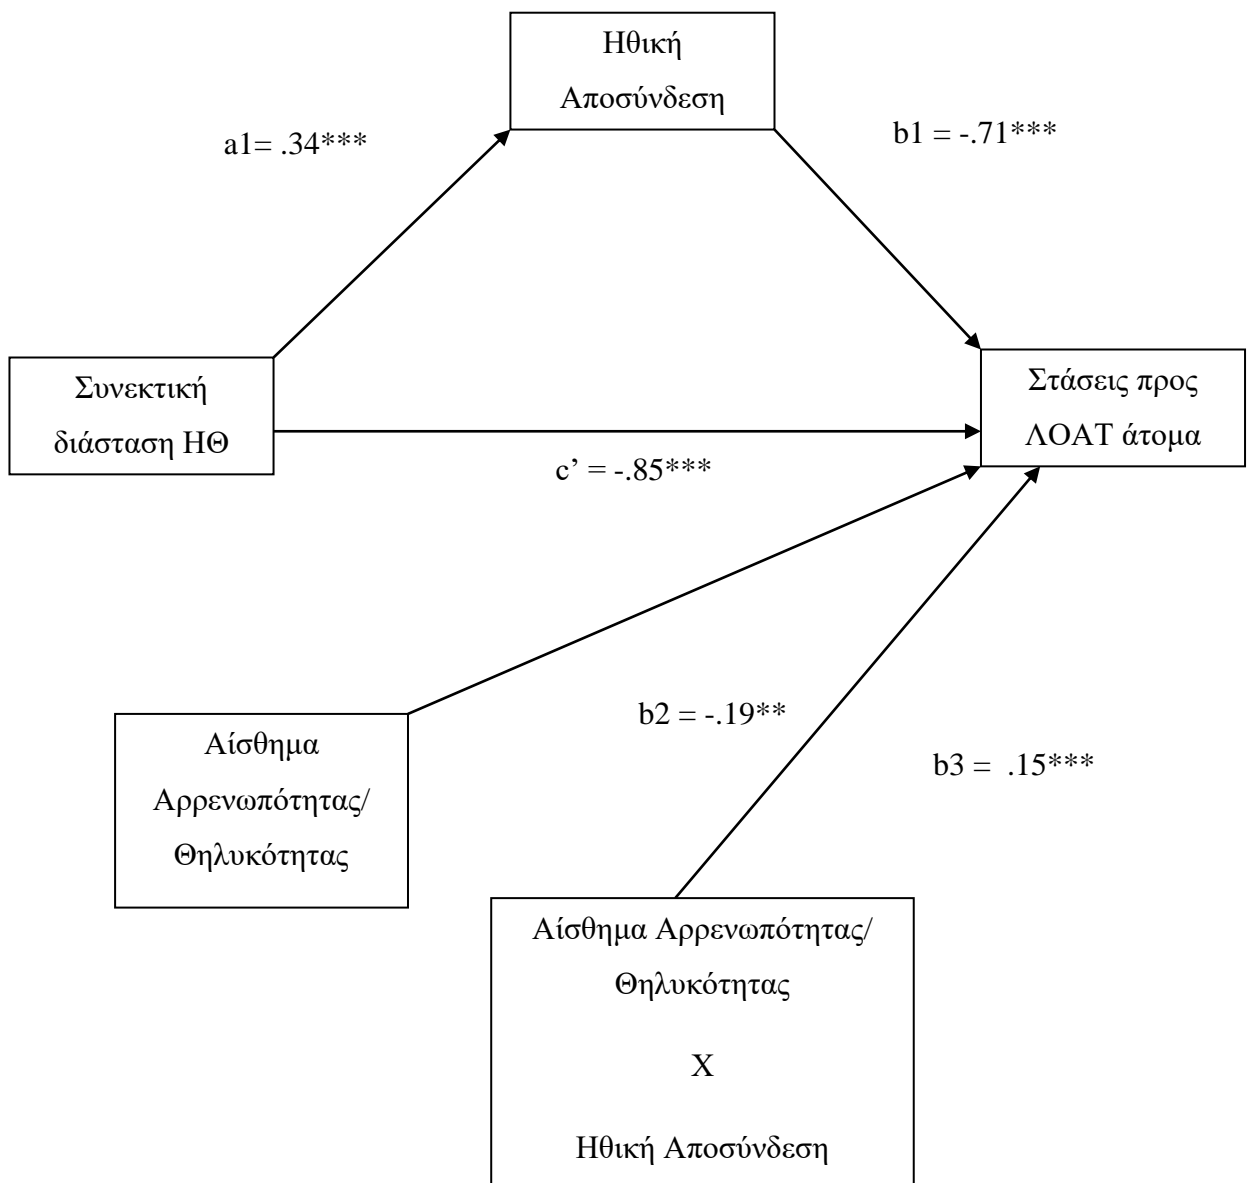 Ηθική
Αποσύνδεση
a1= .34***
b1 = -.71***
Συνεκτική
διάσταση ΗΘ
Στάσεις προς
ΛΟΑΤ άτομα
c’ = -.85***
b2 = -.19**
b3 = .15***
Αίσθημα
Αρρενωπότητας/
Θηλυκότητας
Αίσθημα Αρρενωπότητας/
Θηλυκότητας
Χ
Ηθική Αποσύνδεση